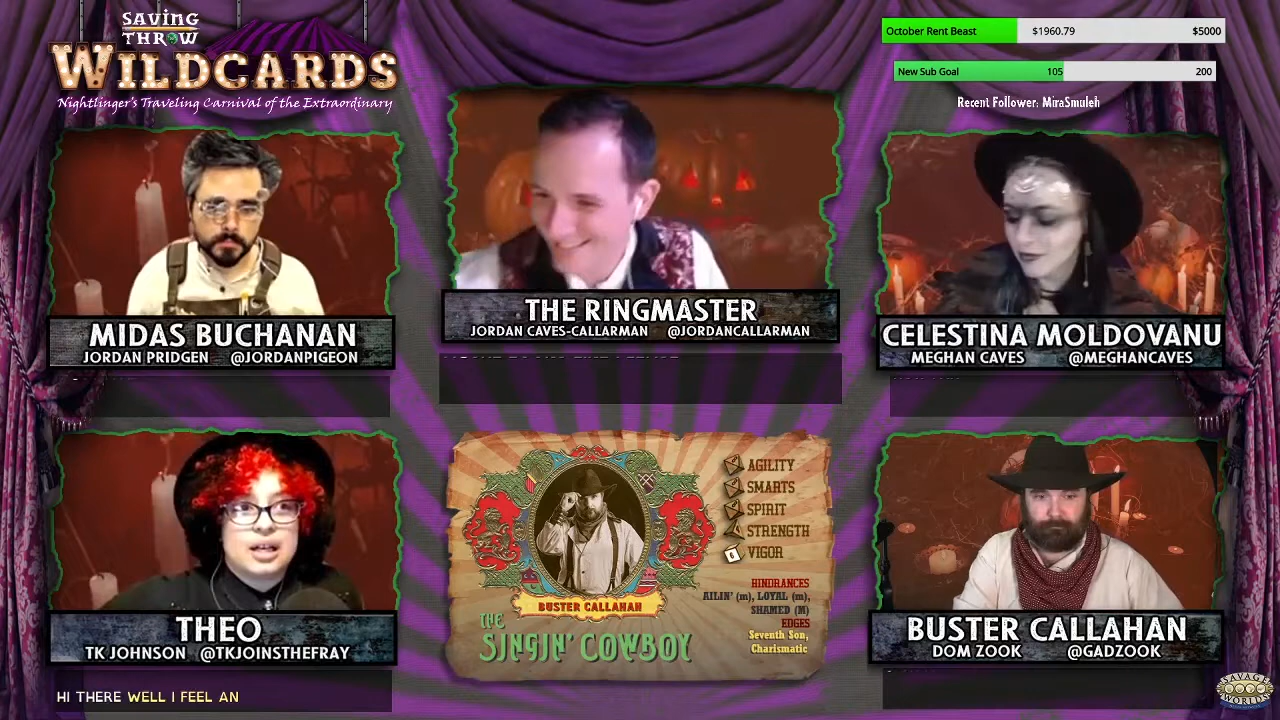 SAVING
THROW
WILDCARDS
Nightlinger's Traveling Carnival of the Extraordinary
October Rent Beast $1960.79 $5000
New Sub Goal 105 200
Recent Follower: MiraSmuleh
MIDAS BUCHANAN
JORDAN PRIDGEN @JORDANPIGEON
THE RINGMASTER
JORDAN CAVES-CALLARMAN @JORDANCALLARMAN
CELESTINA MOLDOVANU
MEGHAN CAVES @MEGHANCAVES
THEO
TK JOHNSON @TKJOINSTHEFRAY
HI THERE WELL I FEEL AN
AGILITY
SMARTS
SPIRIT
STRENGTH
6 VIGOR
HINDRANCES
AILIN' (m), LOYAL (m),
SHAMED (M)
EDGES
Seventh Son,
Charismatic
BUSTER CALLAHAN
THE
SINGIN' COWBOY
BUSTER CALLAHAN
DOM ZOOK @GADZOOK
SAVAGE
WORLDS